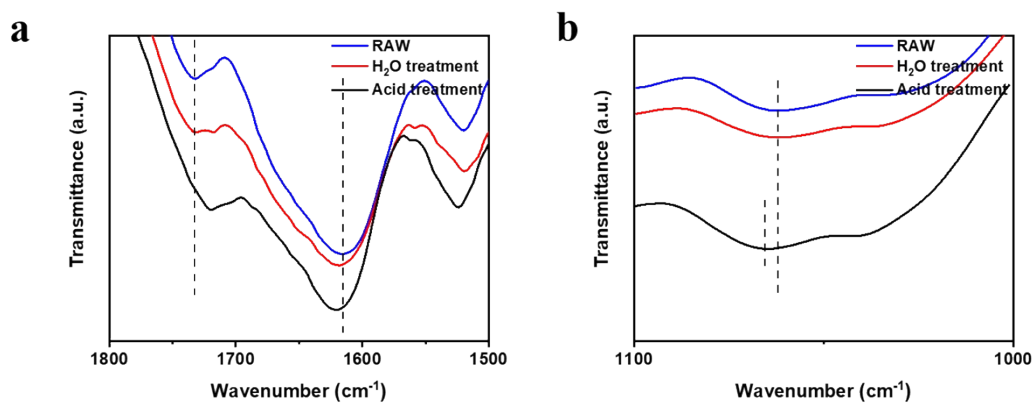 a
RAW
H₂O treatment
Acid treatment
Transmittance (a.u.)
1800
1700
1600
1500
Wavenumber (cm⁻¹)
b
RAW
H₂O treatment
Acid treatment
Transmittance (a.u.)
1100
1000
Wavenumber (cm⁻¹)